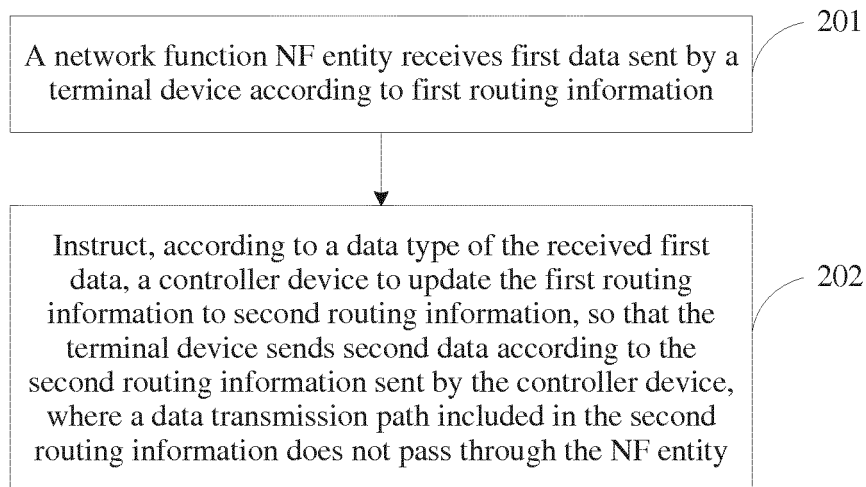 201
A network function NF entity receives first data sent by a
terminal device according to first routing information
202
Instruct, according to a data type of the received first
data, a controller device to update the first routing
information to second routing information, so that the
terminal device sends second data according to the
second routing information sent by the controller device,
where a data transmission path included in the second
routing information does not pass through the NF entity